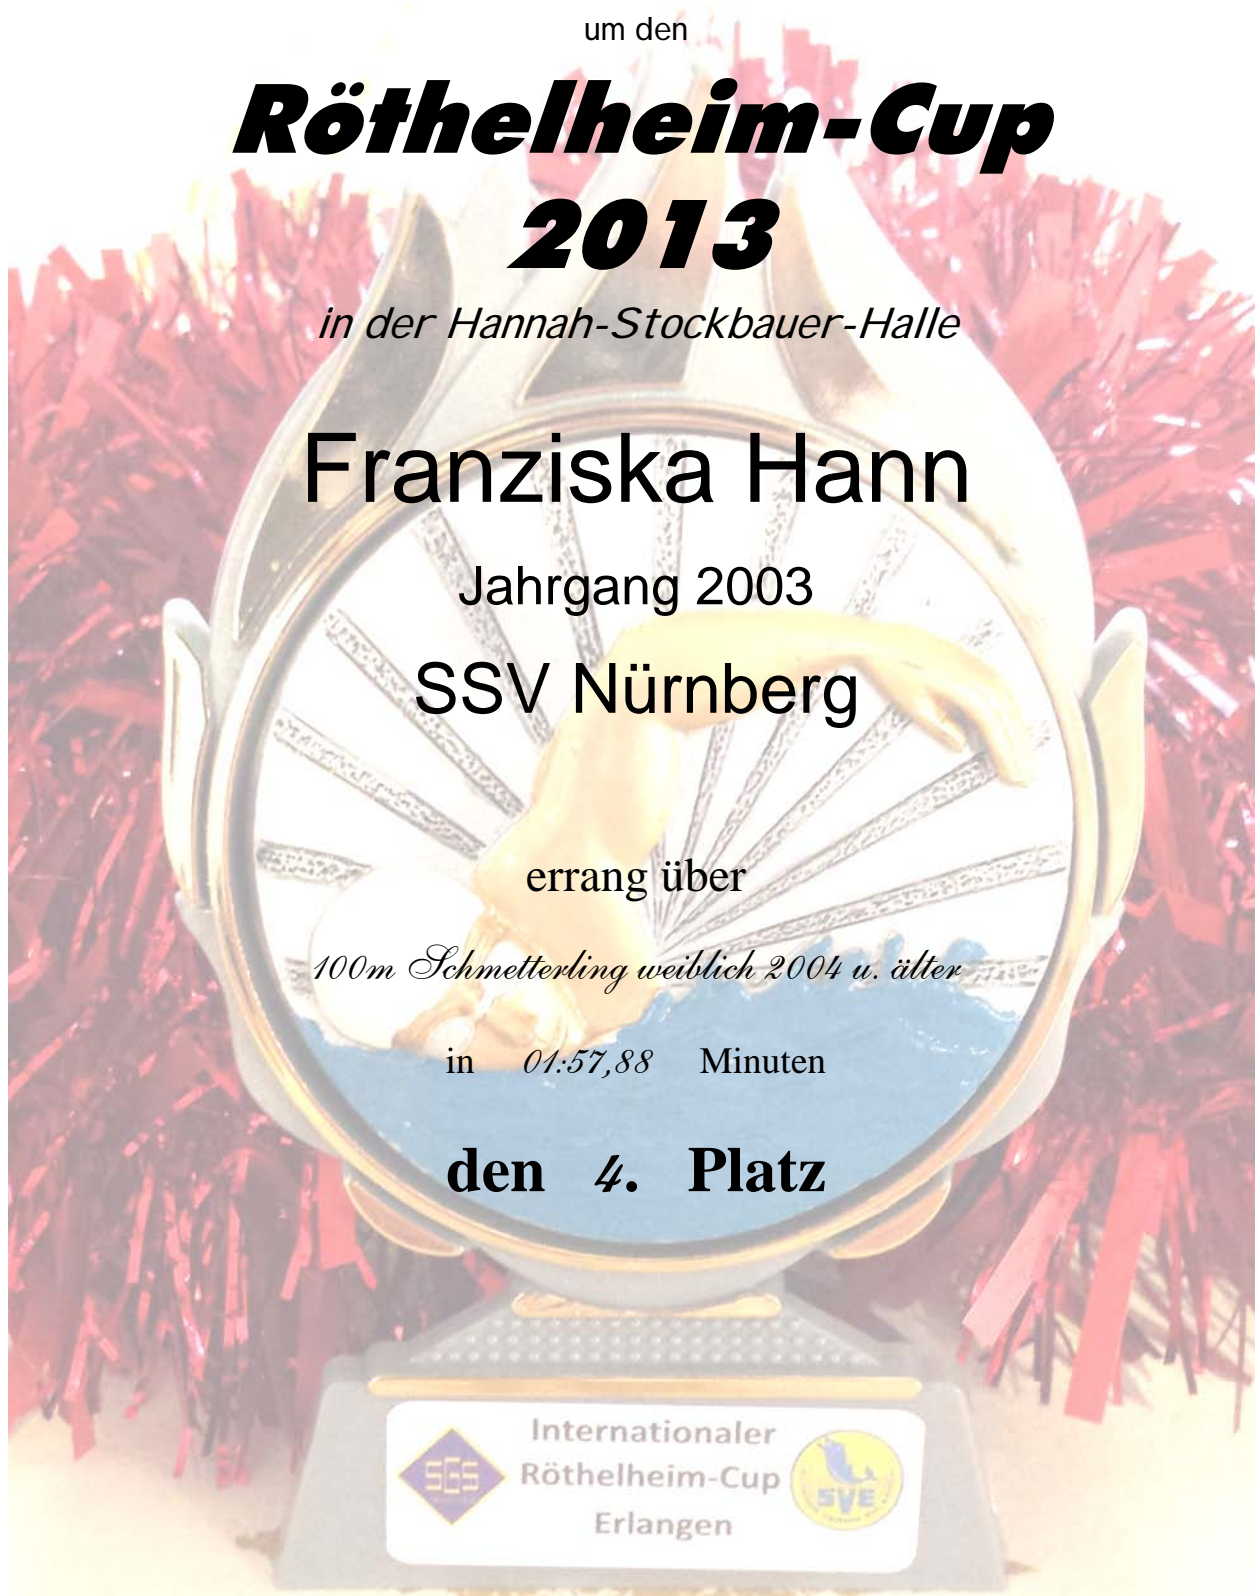 um den
Röthelheim-Cup
2013
in der Hannah-Stockbauer-Halle
Franziska Hann
Jahrgang 2003
SSV Nürnberg
errang über
100m Schmetterling weiblich 2004 u. älter
in 01:57,88 Minuten
den 4. Platz
Internationaler
SGS Röthelheim-Cup SVE
Erlangen